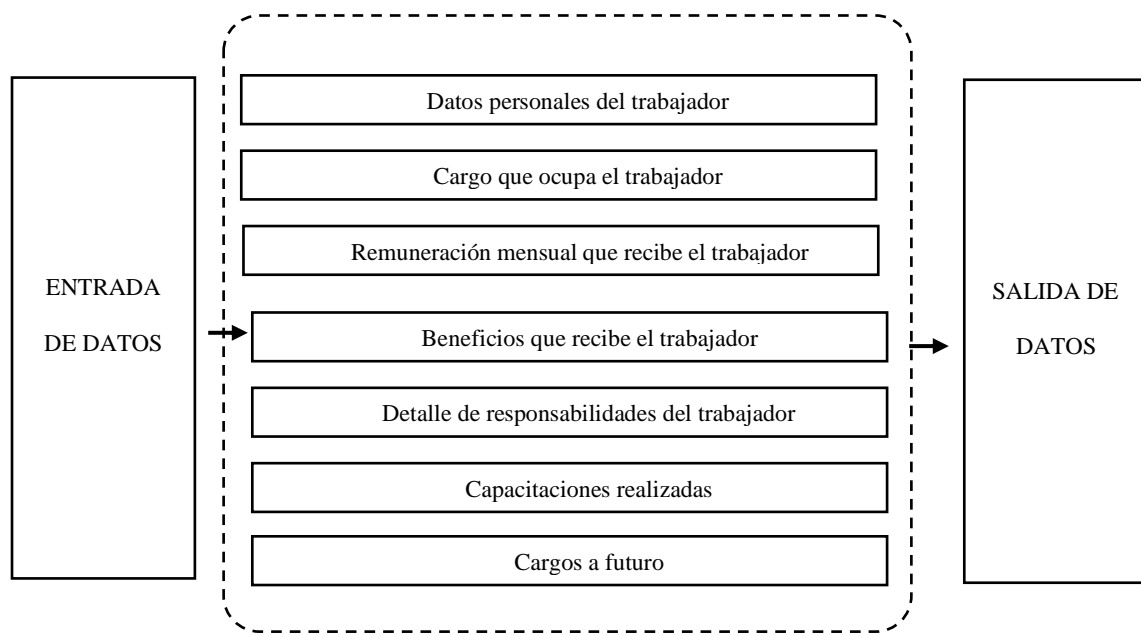 Datos personales del trabajador
Cargo que ocupa el trabajador
Remuneración mensual que recibe el trabajador
ENTRADA
DE DATOS
Beneficios que recibe el trabajador
Detalle de responsabilidades del trabajador
Capacitaciones realizadas
Cargos a futuro
SALIDA DE
DATOS